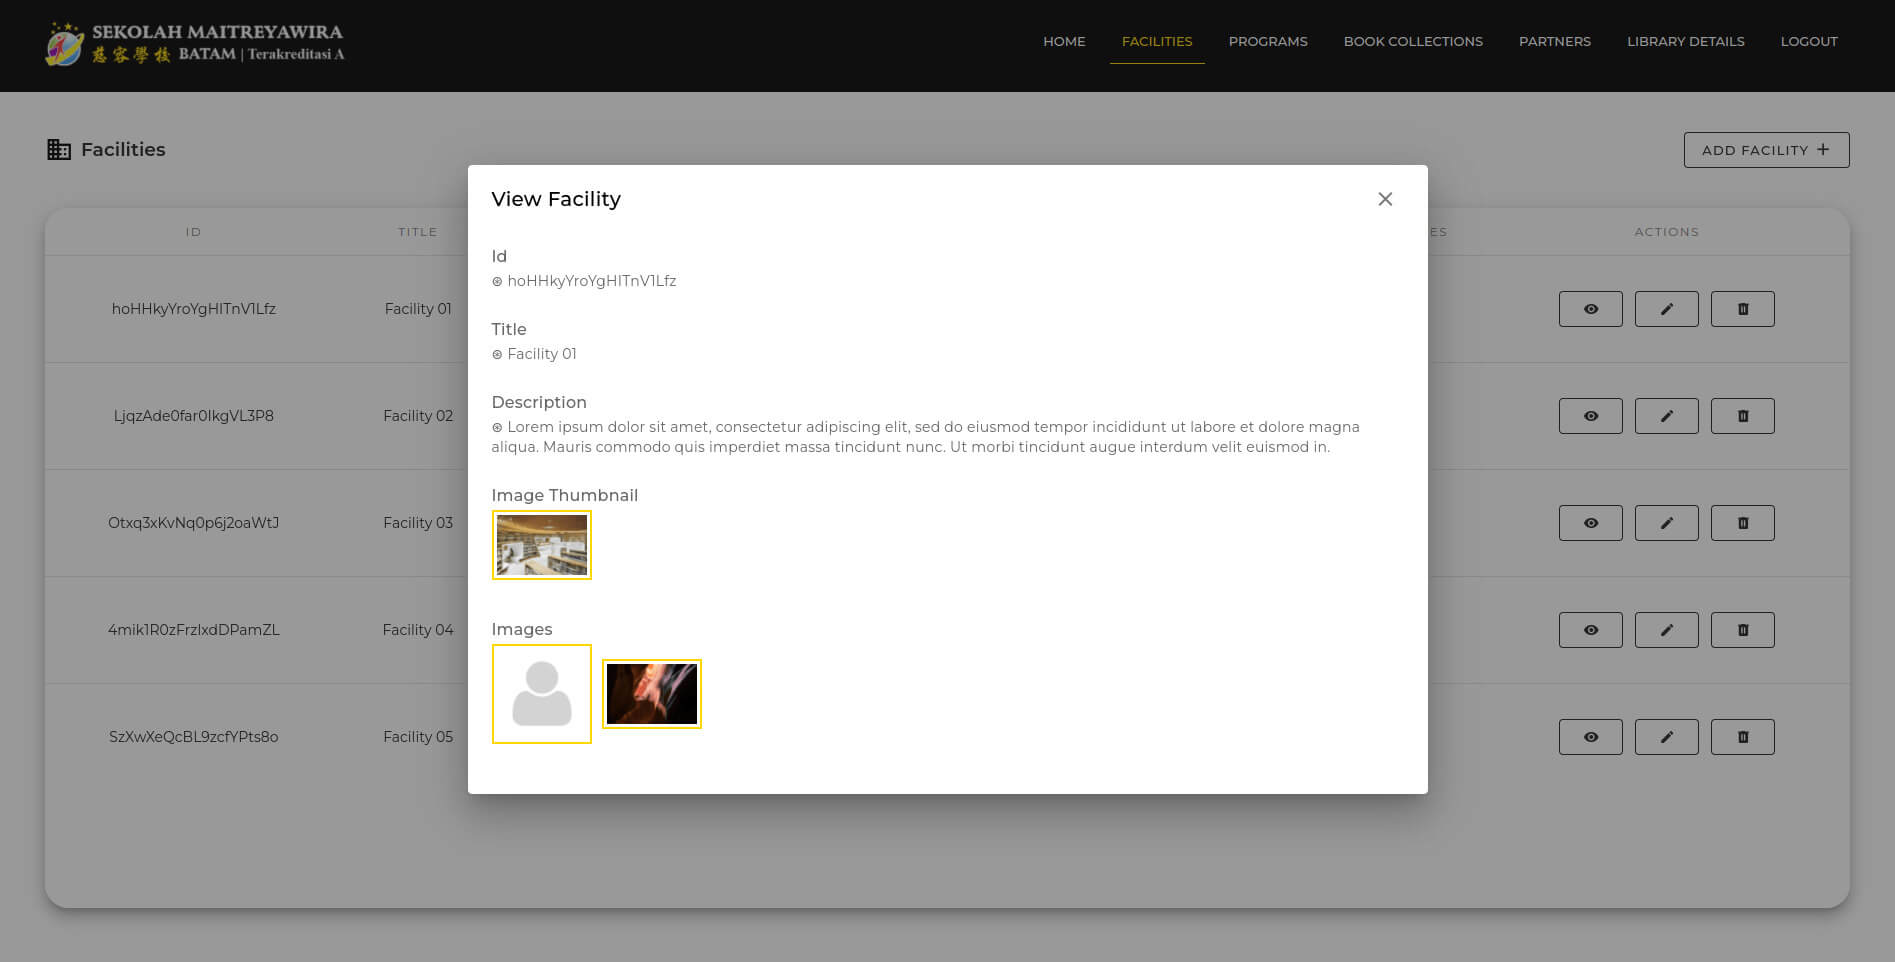 SEKOLAH MAITREYAWIRA
慈容學校 BATAM | Terakreditasi A
HOME FACILITIES PROGRAMS BOOK COLLECTIONS PARTNERS LIBRARY DETAILS LOGOUT
Facilities
ADD FACILITY +
ID TITLE ES ACTIONS
hoHHkyYroYgHITnV1Lfz Facility 01
LjqzAde0far0IkgVL3P8 Facility 02
Otxq3xKvNq0p6j2oaWtJ Facility 03
4mik1R0zFrzIxdDPamZL Facility 04
SzXwXeQcBL9zcfYPts8o Facility 05
View Facility
Id
⊛ hoHHkyYroYgHITnV1Lfz
Title
⊛ Facility 01
Description
⊛ Lorem ipsum dolor sit amet, consectetur adipiscing elit, sed do eiusmod tempor incididunt ut labore et dolore magna
aliqua. Mauris commodo quis imperdiet massa tincidunt nunc. Ut morbi tincidunt augue interdum velit euismod in.
Image Thumbnail
Images